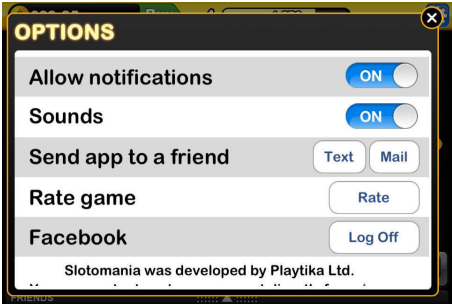 OPTIONS
Allow notifications ON
Sounds ON
Send app to a friend Text Mail
Rate game Rate
Facebook Log Off
Slotomania was developed by Playtika Ltd.
FRIENDS